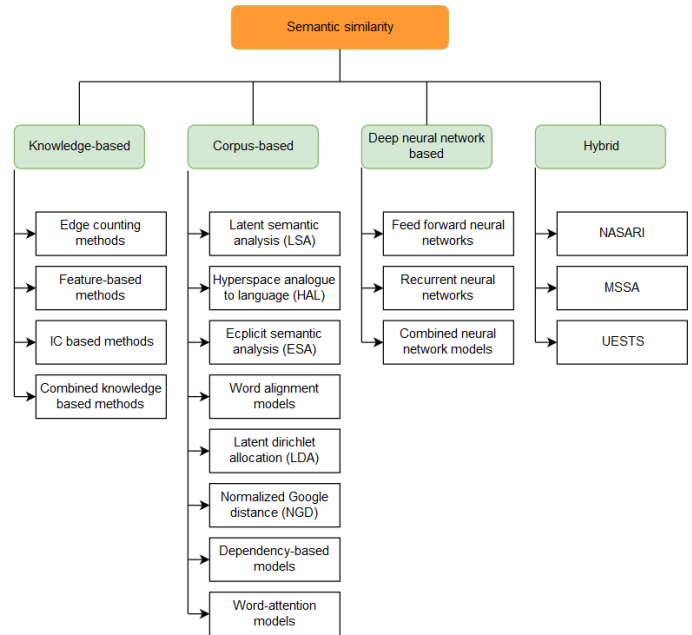 Semantic similarity
Knowledge-based
Corpus-based
Deep neural network
based
Hybrid
Edge counting
methods
Feature-based
methods
IC based methods
Combined knowledge
based methods
Latent semantic
analysis (LSA)
Hyperspace analogue
to language (HAL)
Ecplicit semantic
analysis (ESA)
Word alignment
models
Latent dirichlet
allocation (LDA)
Normalized Google
distance (NGD)
Dependency-based
models
Word-attention
models
Feed forward neural
networks
Recurrent neural
networks
Combined neural
network models
NASARI
MSSA
UESTS